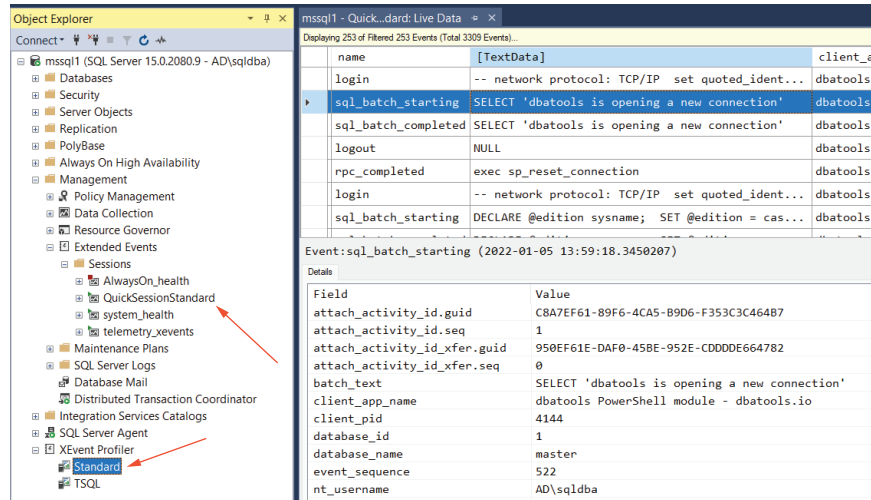 Object Explorer
Connect
mssql1 (SQL Server 15.0.2080.9 - AD\sqldba)
Databases
Security
Server Objects
Replication
PolyBase
Always On High Availability
Management
Policy Management
Data Collection
Resource Governor
Extended Events
Sessions
AlwaysOn_health
QuickSessionStandard
system_health
telemetry_xevents
Maintenance Plans
SQL Server Logs
Database Mail
Distributed Transaction Coordinator
Integration Services Catalogs
SQL Server Agent
XEvent Profiler
Standard
TSQL
mssql1 - Quick...dard: Live Data
Displaying 253 of Filtered 253 Events (Total 3309 Events)...
name [TextData] client_a
login -- network protocol: TCP/IP set quoted_ident... dbatools
sql_batch_starting SELECT 'dbatools is opening a new connection' dbatools
sql_batch_completed SELECT 'dbatools is opening a new connection' dbatools
logout NULL dbatools
rpc_completed exec sp_reset_connection dbatools
login -- network protocol: TCP/IP set quoted_ident... dbatools
sql_batch_starting DECLARE @edition sysname; SET @edition = cas... dbatools
Event:sql_batch_starting (2022-01-05 13:59:18.3450207)
Details
Field Value
attach_activity_id.guid C8A7EF61-89F6-4CA5-B9D6-F353C3C464B7
attach_activity_id.seq 1
attach_activity_id_xfer.guid 950EF61E-DAF0-45BE-952E-CDDDDE664782
attach_activity_id_xfer.seq 0
batch_text SELECT 'dbatools is opening a new connection'
client_app_name dbatools PowerShell module - dbatools.io
client_pid 4144
database_id 1
database_name master
event_sequence 522
nt_username AD\sqldba